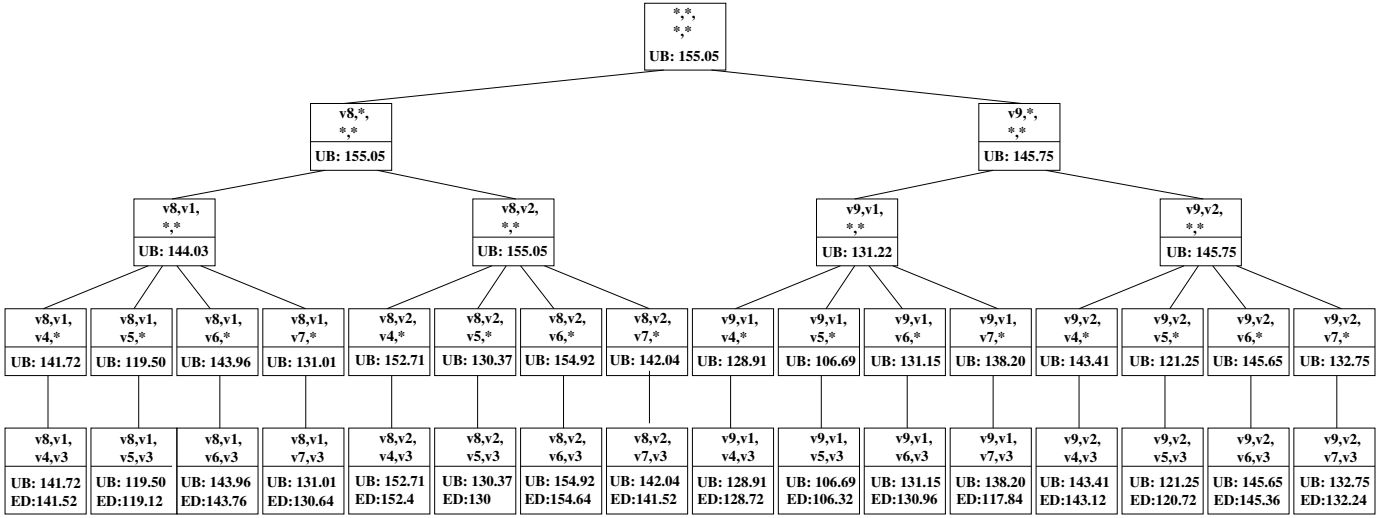 *,*,
*,*
UB: 155.05
v8,*,
*,*
UB: 155.05
v9,*,
*,*
UB: 145.75
v8,v1,
*,*
UB: 144.03
v8,v2,
*,*
UB: 155.05
v9,v1,
*,*
UB: 131.22
v9,v2,
*,*
UB: 145.75
v8,v1,
v4,*
UB: 141.72
v8,v1,
v5,*
UB: 119.50
v8,v1,
v6,*
UB: 143.96
v8,v1,
v7,*
UB: 131.01
v8,v2,
v4,*
UB: 152.71
v8,v2,
v5,*
UB: 130.37
v8,v2,
v6,*
UB: 154.92
v8,v2,
v7,*
UB: 142.04
v9,v1,
v4,*
UB: 128.91
v9,v1,
v5,*
UB: 106.69
v9,v1,
v6,*
UB: 131.15
v9,v1,
v7,*
UB: 138.20
v9,v2,
v4,*
UB: 143.41
v9,v2,
v5,*
UB: 121.25
v9,v2,
v6,*
UB: 145.65
v9,v2,
v7,*
UB: 132.75
v8,v1,
v4,v3
UB: 141.72
ED:141.52
v8,v1,
v5,v3
UB: 119.50
ED:119.12
v8,v1,
v6,v3
UB: 143.96
ED:143.76
v8,v1,
v7,v3
UB: 131.01
ED:130.64
v8,v2,
v4,v3
UB: 152.71
ED:152.4
v8,v2,
v5,v3
UB: 130.37
ED:130
v8,v2,
v6,v3
UB: 154.92
ED:154.64
v8,v2,
v7,v3
UB: 142.04
ED:141.52
v9,v1,
v4,v3
UB: 128.91
ED:128.72
v9,v1,
v5,v3
UB: 106.69
ED:106.32
v9,v1,
v6,v3
UB: 131.15
ED:130.96
v9,v1,
v7,v3
UB: 138.20
ED:117.84
v9,v2,
v4,v3
UB: 143.41
ED:143.12
v9,v2,
v5,v3
UB: 121.25
ED:120.72
v9,v2,
v6,v3
UB: 145.65
ED:145.36
v9,v2,
v7,v3
UB: 132.75
ED:132.24